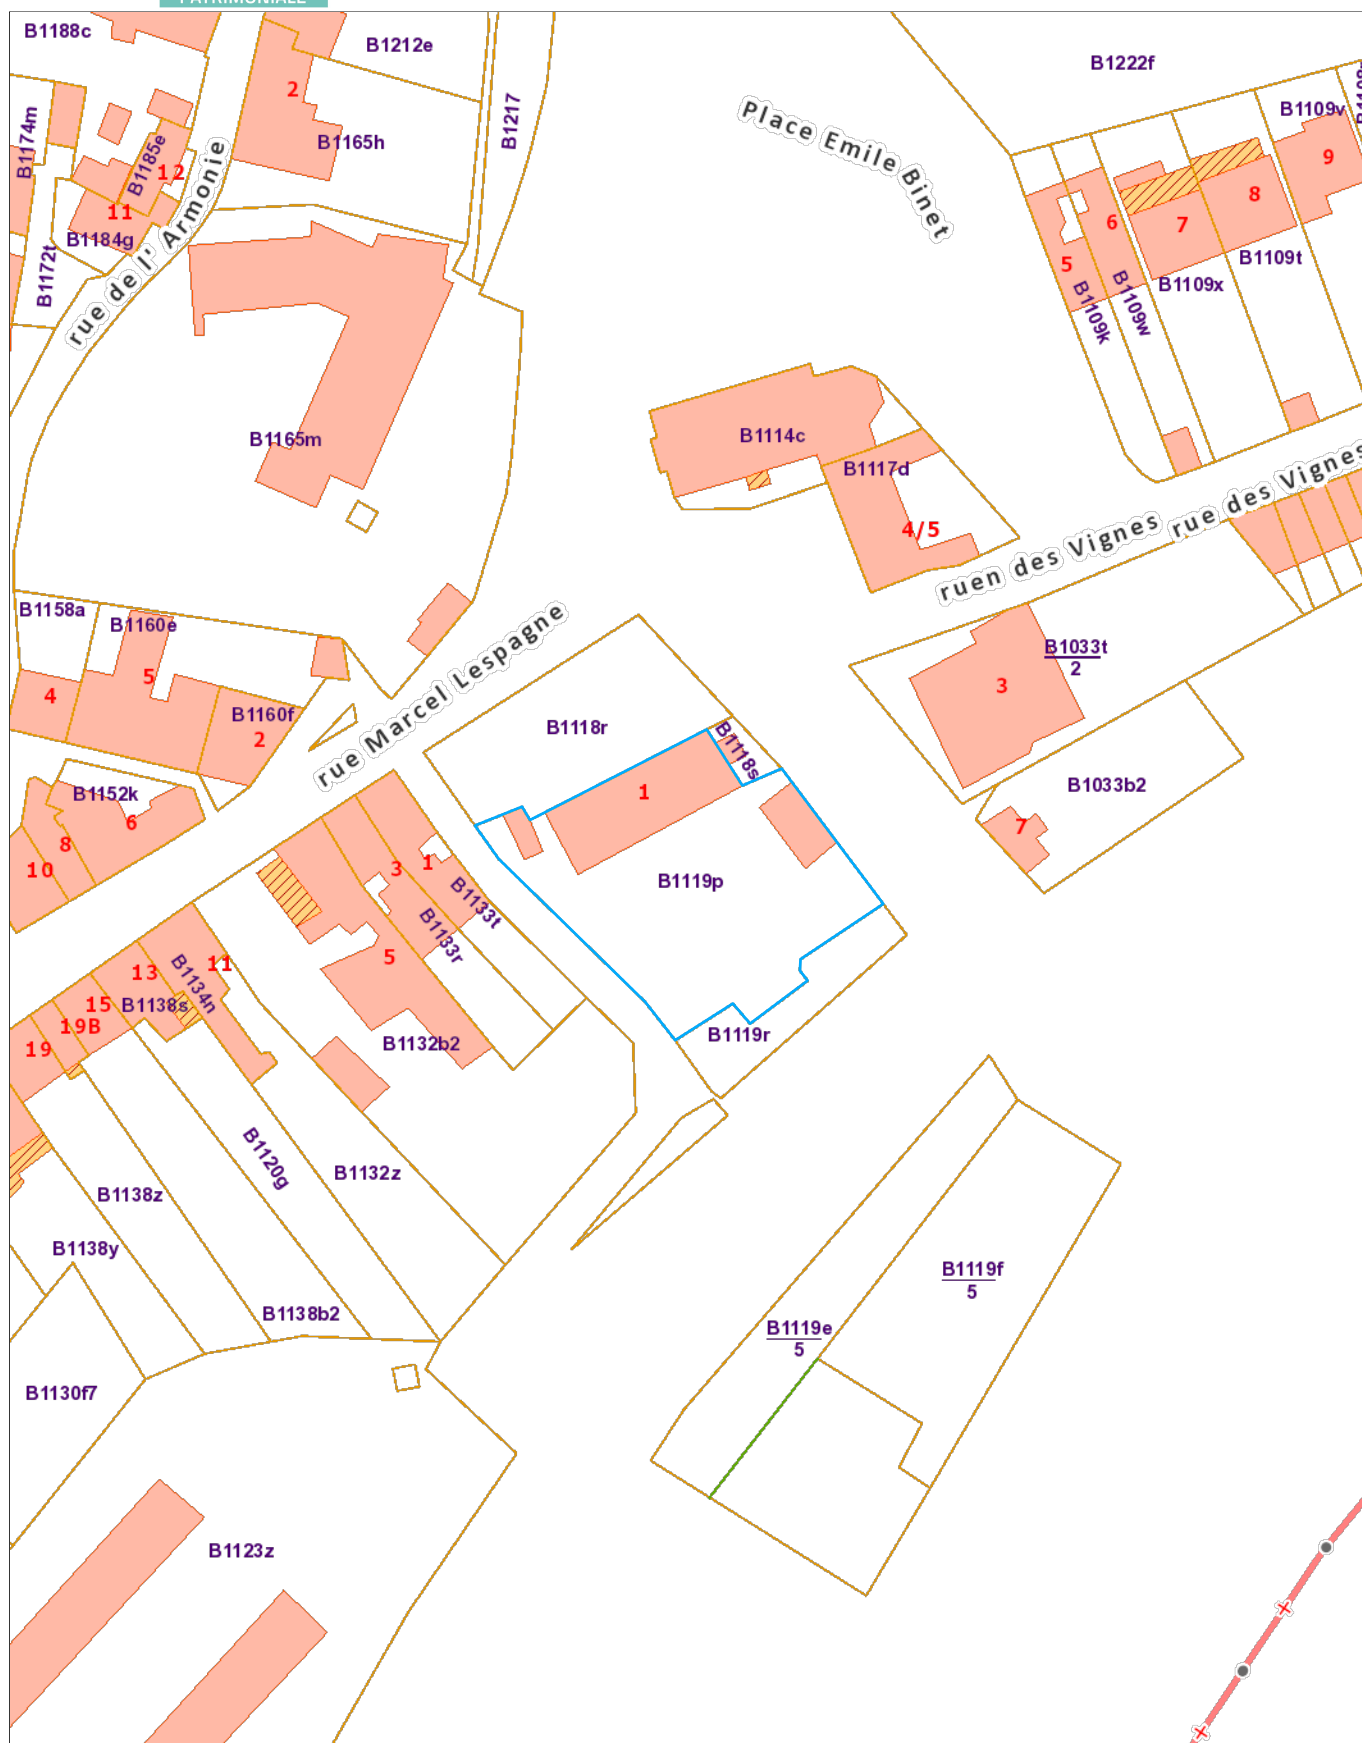 PATRIMONIALE
B1188c
B1212e
B1222f
B1217
2
B1165h
Place Emile Binet
B1109v
9
B1174m
B1185e
12
11
B1184g
B1172t
rue de l' Armonie
8
7
6
5
B1109t
B1109x
B1109w
B1109k
B1165m
B1114c
B1117d
4/5
rue des Vignes
ruen des Vignes
B1158a
B1160e
5
4
B1160f
2
rue Marcel Lespagne
B1118r
B1118s
1
B1033t
2
3
B1033b2
7
B1152k
6
8
10
B1119p
3
1
B1133t
B1133r
5
11
13
B1134n
15
B1138s
19B
19
B1132b2
B1119r
B1120g
B1132z
B1138z
B1138y
B1138b2
B1119f
5
B1119e
5
B1130f7
B1123z